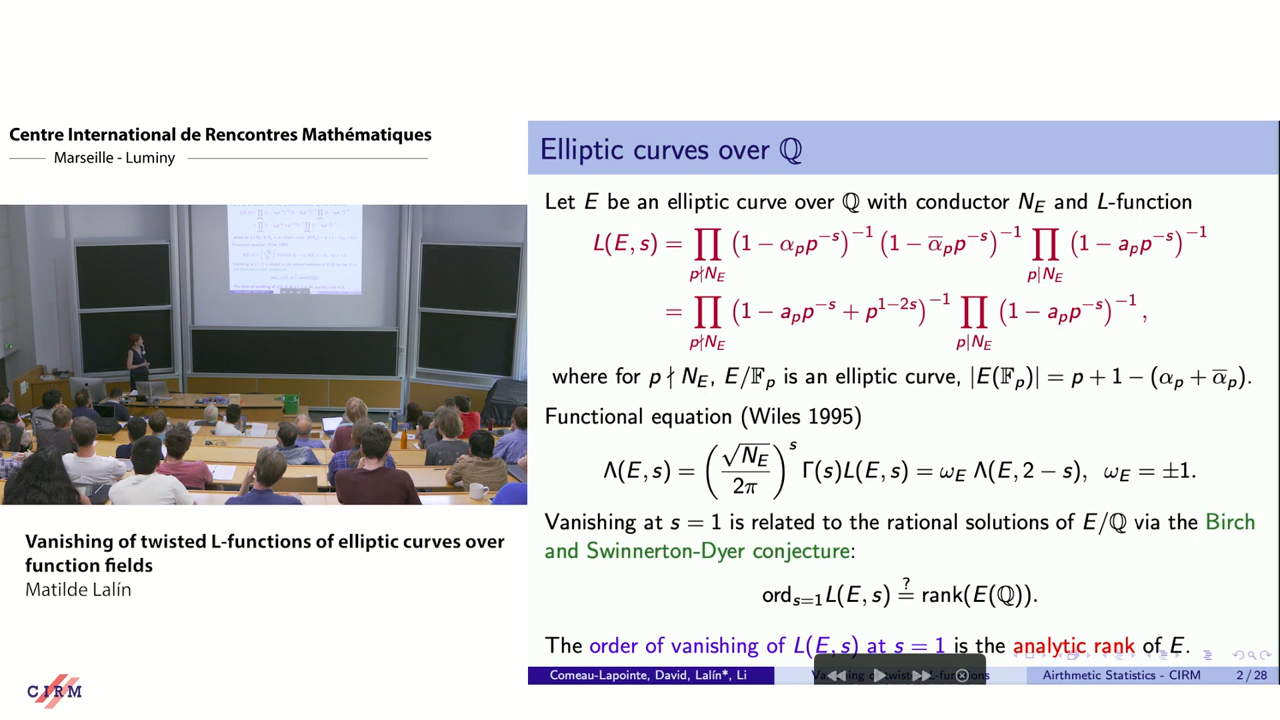 Centre International de Rencontres Mathématiques
Marseille - Luminy
Vanishing of twisted L-functions of elliptic curves over
function fields
Matilde Lalín
CIRM
Elliptic curves over ℚ
Let E be an elliptic curve over ℚ with conductor N_E and L-function
L(E, s) = ∏_{p∤N_E} (1 − α_p p^{−s})^{−1} (1 − ᾱ_p p^{−s})^{−1} ∏_{p|N_E} (1 − a_p p^{−s})^{−1}
= ∏_{p∤N_E} (1 − a_p p^{−s} + p^{1−2s})^{−1} ∏_{p|N_E} (1 − a_p p^{−s})^{−1},
where for p ∤ N_E, E/𝔽_p is an elliptic curve, |E(𝔽_p)| = p + 1 − (α_p + ᾱ_p).
Functional equation (Wiles 1995)
Λ(E, s) = (√N_E / 2π)^s Γ(s)L(E, s) = ω_E Λ(E, 2 − s), ω_E = ±1.
Vanishing at s = 1 is related to the rational solutions of E/ℚ via the Birch
and Swinnerton-Dyer conjecture:
ord_{s=1}L(E, s) ≟ rank(E(ℚ)).
The order of vanishing of L(E, s) at s = 1 is the analytic rank of E.
Comeau-Lapointe, David, Lalín*, Li
Airthmetic Statistics - CIRM
2 / 28